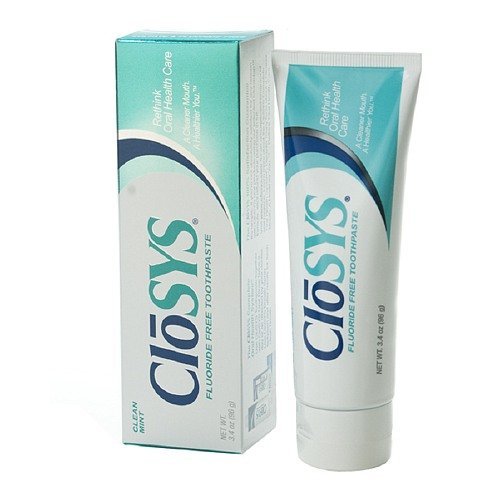 Rethink
Oral Health Care
A Cleaner Mouth.
A Healthier You.™
ClōSYS®
FLUORIDE FREE TOOTHPASTE
CLEAN
MINT
NET WT.
3.4 oz (96 g)
Rethink
Oral Health
Care
A Cleaner Mouth.
A Healthier You.™
ClōSYS®
FLUORIDE FREE TOOTHPASTE
NET WT. 3.4 oz (96 g)